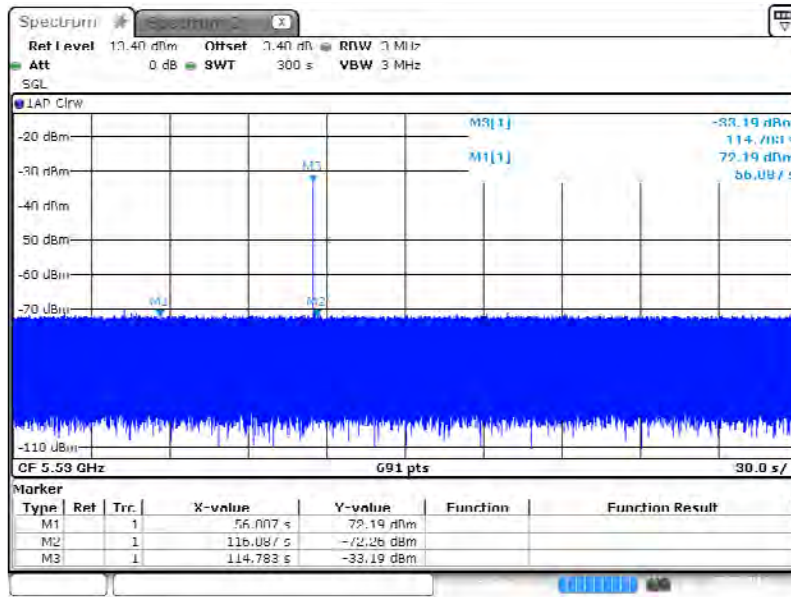 Spectrum
Ref Level 13.40 dBm Offset 3.40 dB RBW 3 MHz
Att 0 dB SWT 300 s VBW 3 MHz
SGL
1AP Clrw
M3[1] -33.19 dBm
114.783 s
M1[1] 72.19 dBm
56.087 s
-20 dBm
M3
-30 dBm
-40 dBm
50 dBm
-60 dBm
M1 M2
-70 dBm
-110 dBm
CF 5.53 GHz 691 pts 30.0 s/
Marker
Type Ref Trc X-value Y-value Function Function Result
M1 1 56.087 s 72.19 dBm
M2 1 116.087 s -72.26 dBm
M3 1 114.783 s -33.19 dBm